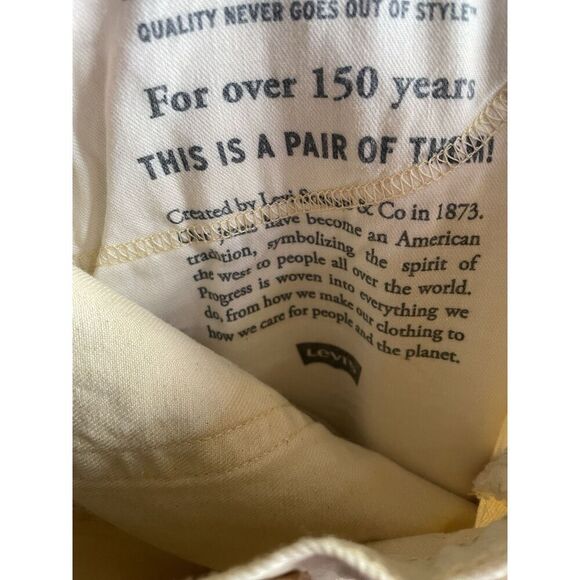 QUALITY NEVER GOES OUT OF STYLE™
For over 150 years
THIS IS A PAIR OF THEM!
Created by Levi & Co in 1873.
have become an American
tradition, symbolizing the spirit of
the west to people all over the world.
Progress is woven into everything we
do, from how we make our clothing to
how we care for people and the planet.
Levi's